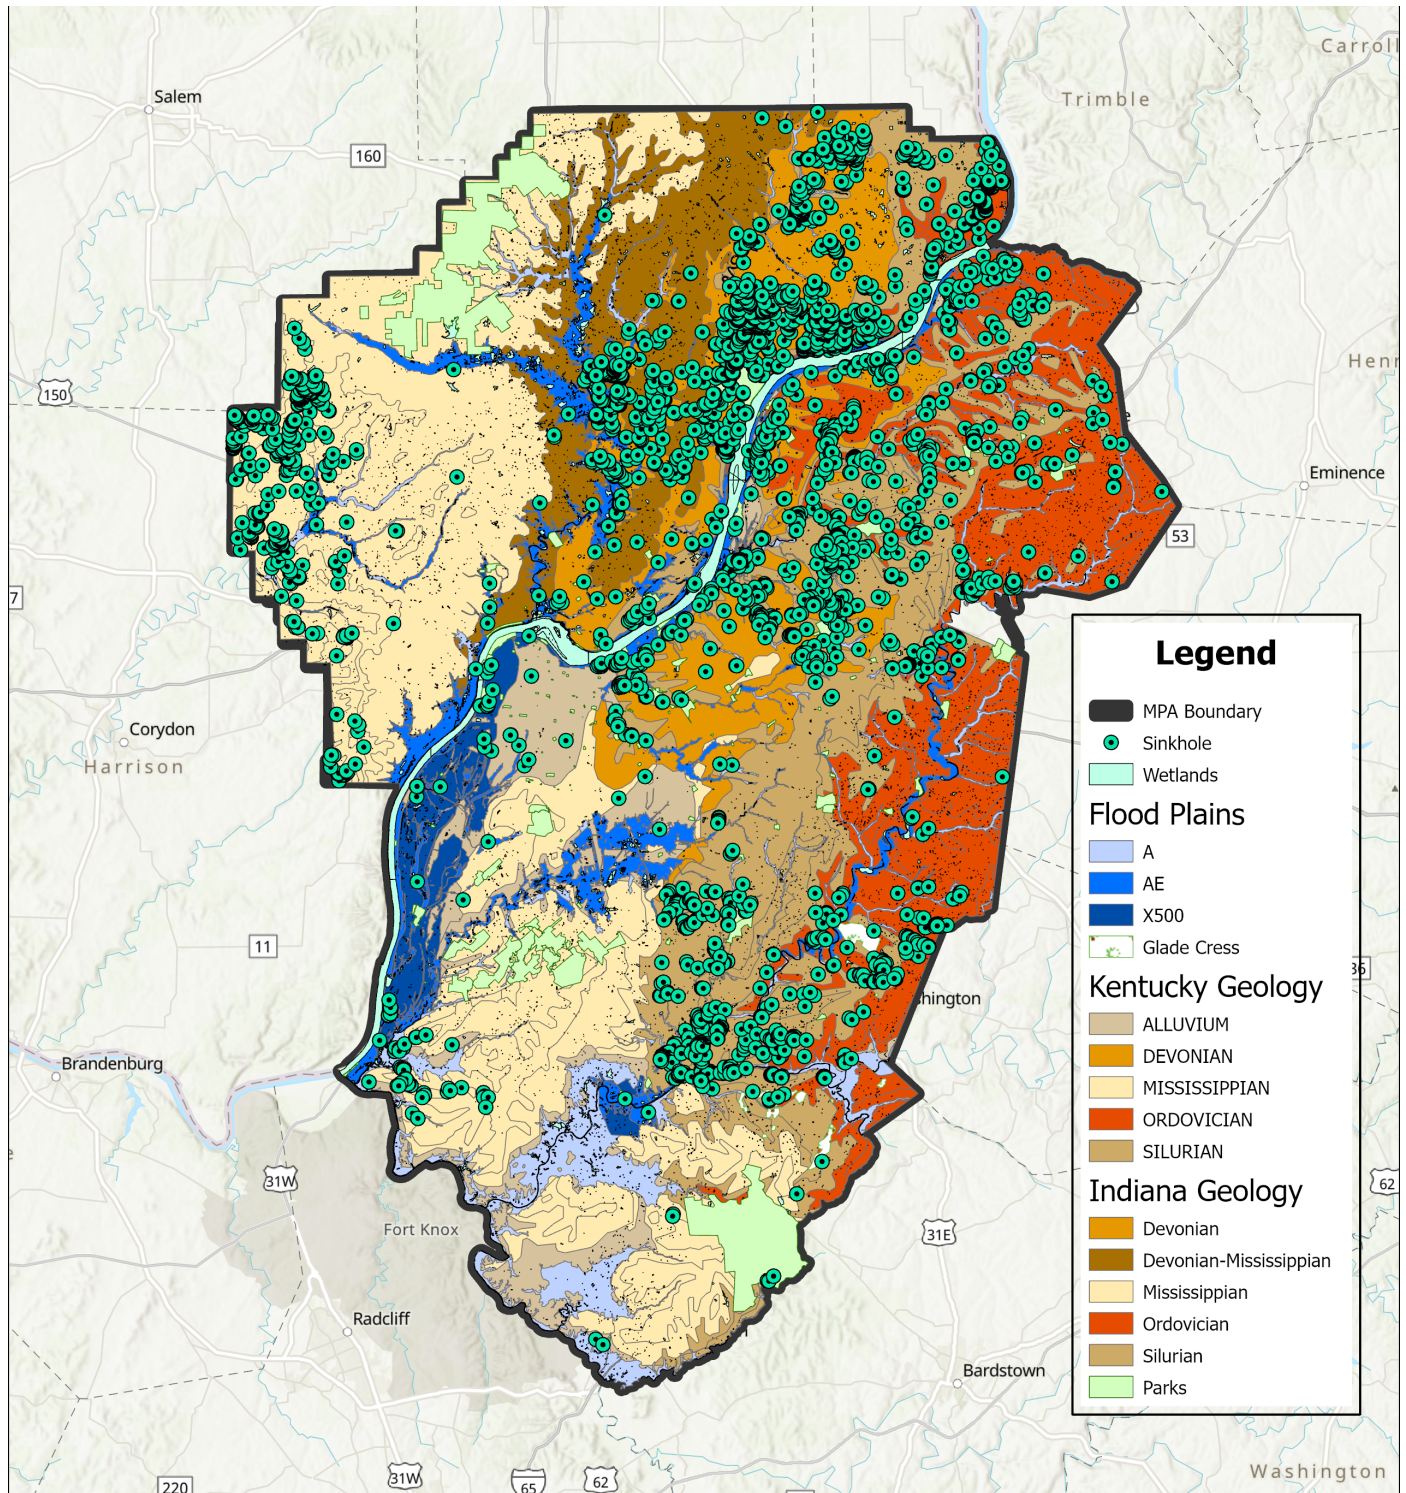 Carroll
Trimble
Salem
160
Henr
150
Eminence
53
7
Corydon
Harrison
11
36
hington
Brandenburg
e
31W
62
Fort Knox
31E
Radcliff
Bardstown
Washington
31W
65
62
220
Legend
MPA Boundary
Sinkhole
Wetlands
Flood Plains
A
AE
X500
Glade Cress
Kentucky Geology
ALLUVIUM
DEVONIAN
MISSISSIPPIAN
ORDOVICIAN
SILURIAN
Indiana Geology
Devonian
Devonian-Mississippian
Mississippian
Ordovician
Silurian
Parks